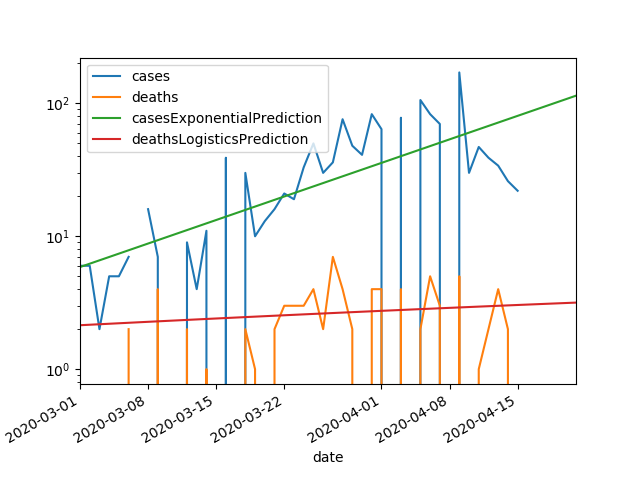 cases
deaths
casesExponentialPrediction
deathsLogisticsPrediction
10²
10¹
10⁰
2020-03-01
2020-03-08
2020-03-15
2020-03-22
2020-04-01
2020-04-08
2020-04-15
date